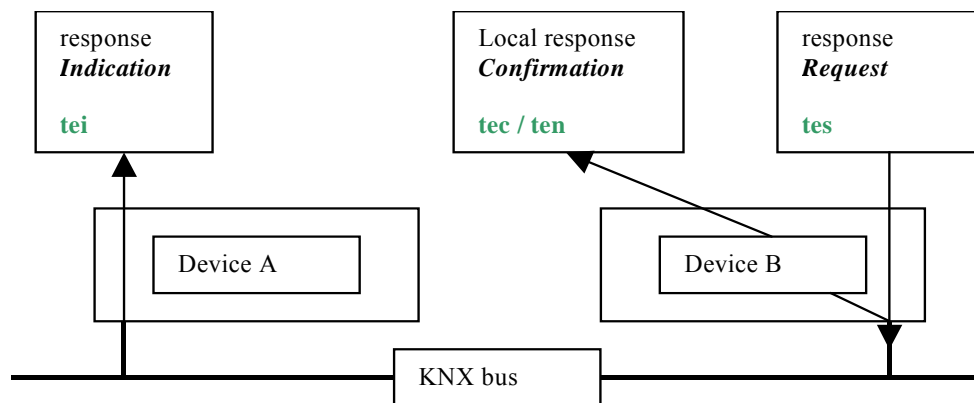 response
Indication
tei
Local response
Confirmation
tec / ten
response
Request
tes
Device A
Device B
KNX bus